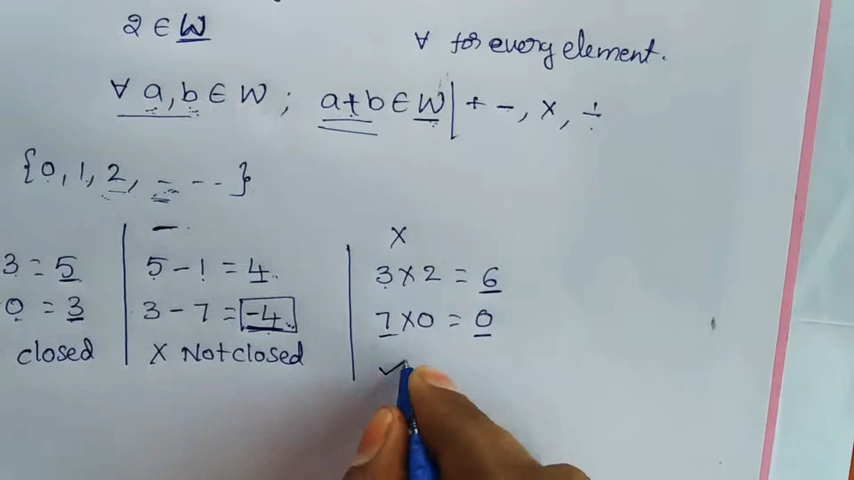 2 ∈ W
∀ for every element.
∀ a, b ∈ W ; a+b ∈ W | + -, ×, ÷
{0, 1, 2, - - - }
3 = 5
0 = 3
closed
-
5 - 1 = 4
3 - 7 = -4
X Not closed
×
3 × 2 = 6
7 × 0 = 0
✓